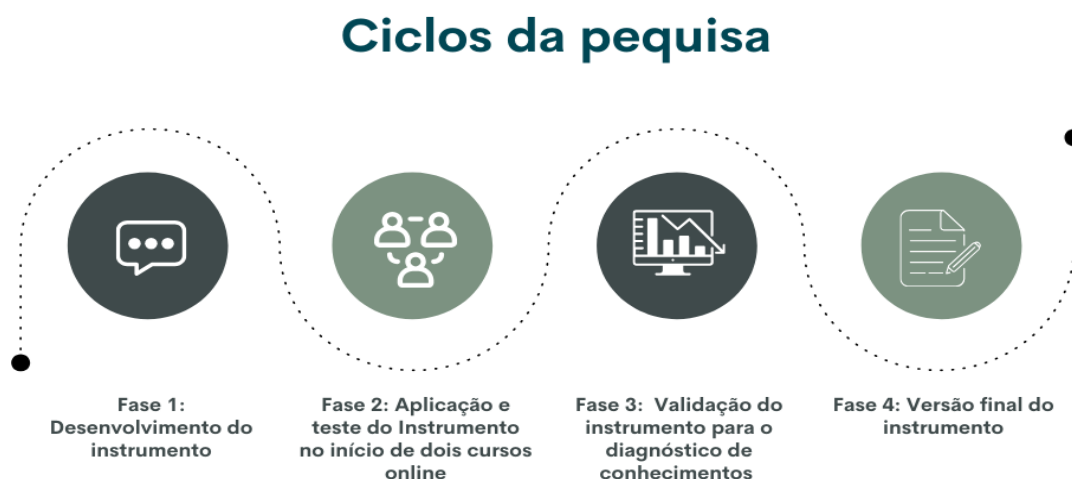 Ciclos da pequisa
Fase 1:
Desenvolvimento do
instrumento
Fase 2: Aplicação e
teste do Instrumento
no início de dois cursos
online
Fase 3: Validação do
instrumento para o
diagnóstico de
conhecimentos
Fase 4: Versão final do
instrumento